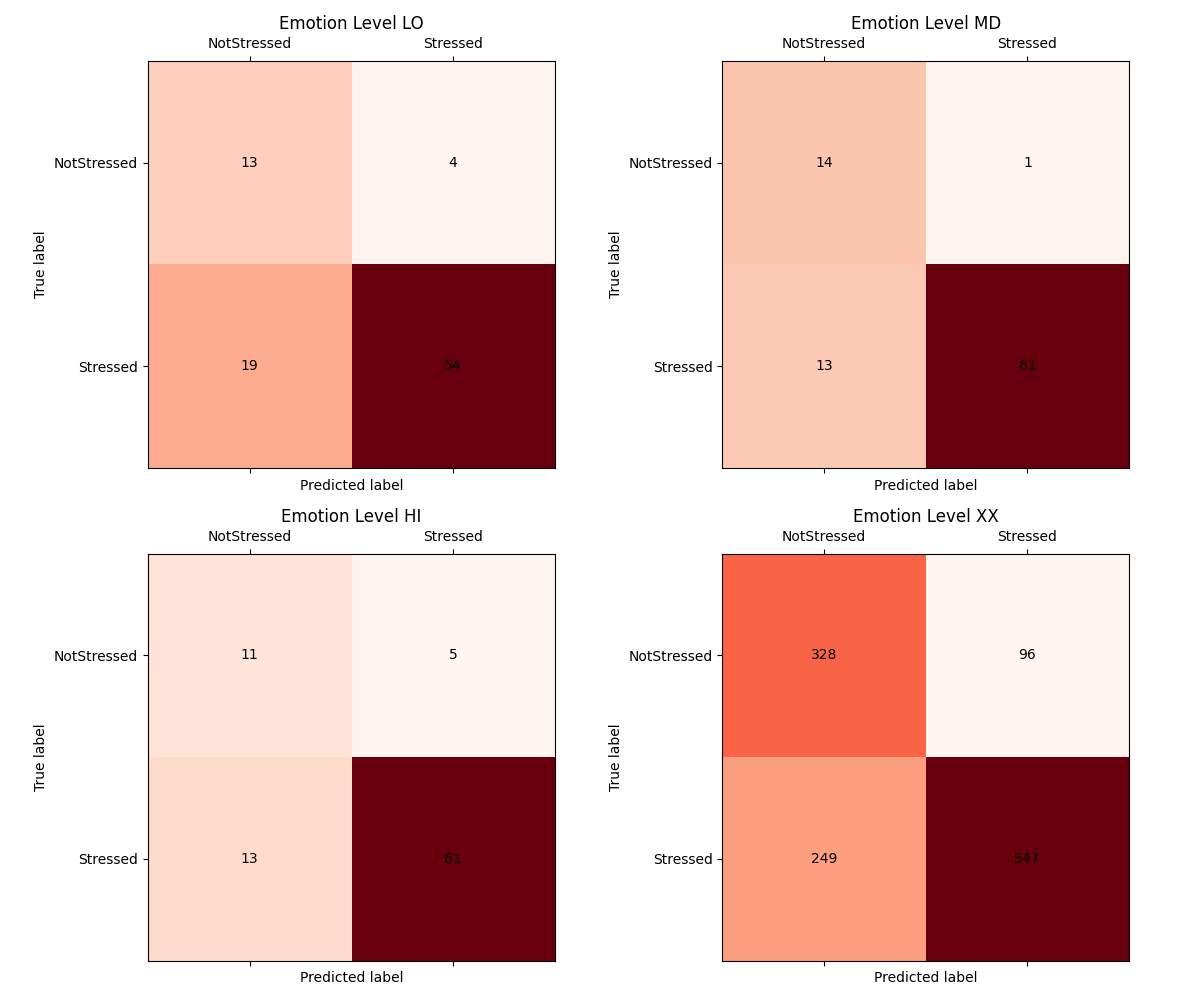 Emotion Level LO
NotStressed Stressed
NotStressed 13 4
True label
Stressed 19 54
Predicted label
Emotion Level MD
NotStressed Stressed
NotStressed 14 1
True label
Stressed 13 61
Predicted label
Emotion Level HI
NotStressed Stressed
NotStressed 11 5
True label
Stressed 13 61
Predicted label
Emotion Level XX
NotStressed Stressed
NotStressed 328 96
True label
Stressed 249 547
Predicted label